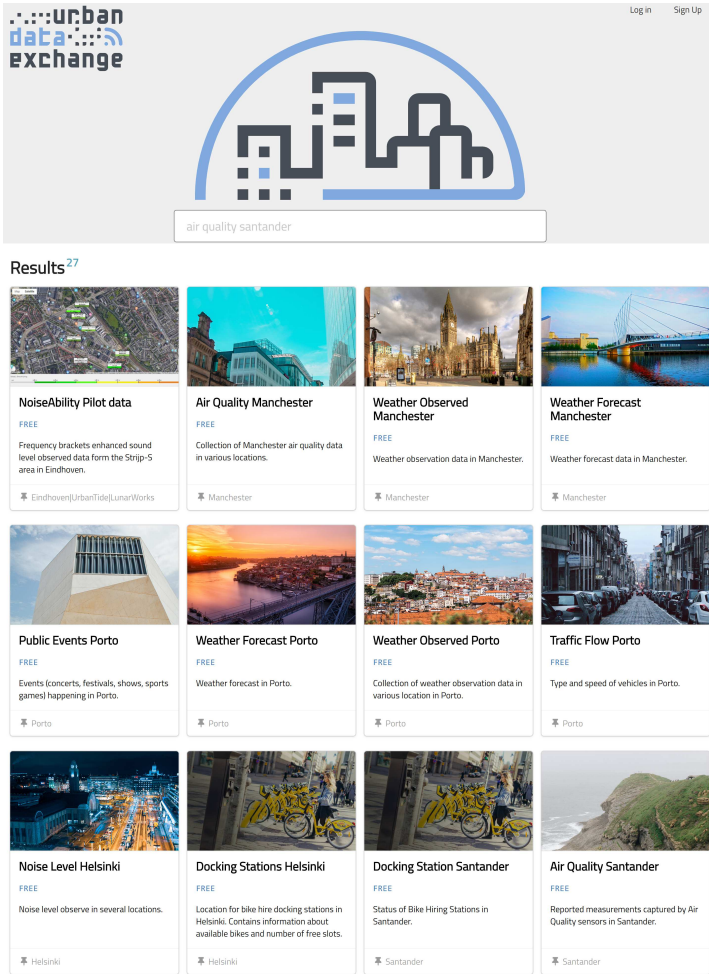 urban
data
exchange
Log in
Sign Up
air quality santander
Results 27
NoiseAbility Pilot data
FREE
Frequency brackets enhanced sound
level observed data form the Strijp-S
area in Eindhoven.
Eindhoven|UrbanTide|LunarWorks
Air Quality Manchester
FREE
Collection of Manchester air quality data
in various locations.
Manchester
Weather Observed
Manchester
FREE
Weather observation data in Manchester.
Manchester
Weather Forecast
Manchester
FREE
Weather forecast data in Manchester.
Manchester
Public Events Porto
FREE
Events (concerts, festivals, shows, sports
games) happening in Porto.
Porto
Weather Forecast Porto
FREE
Weather forecast in Porto.
Porto
Weather Observed Porto
FREE
Collection of weather observation data in
various location in Porto.
Porto
Traffic Flow Porto
FREE
Type and speed of vehicles in Porto.
Porto
Noise Level Helsinki
FREE
Noise level observe in several locations.
Helsinki
Docking Stations Helsinki
FREE
Location for bike hire docking stations in
Helsinki. Contains information about
available bikes and number of free slots.
Helsinki
Docking Station Santander
FREE
Status of Bike Hiring Stations in
Santander.
Santander
Air Quality Santander
FREE
Reported measurements captured by Air
Quality sensors in Santander.
Santander